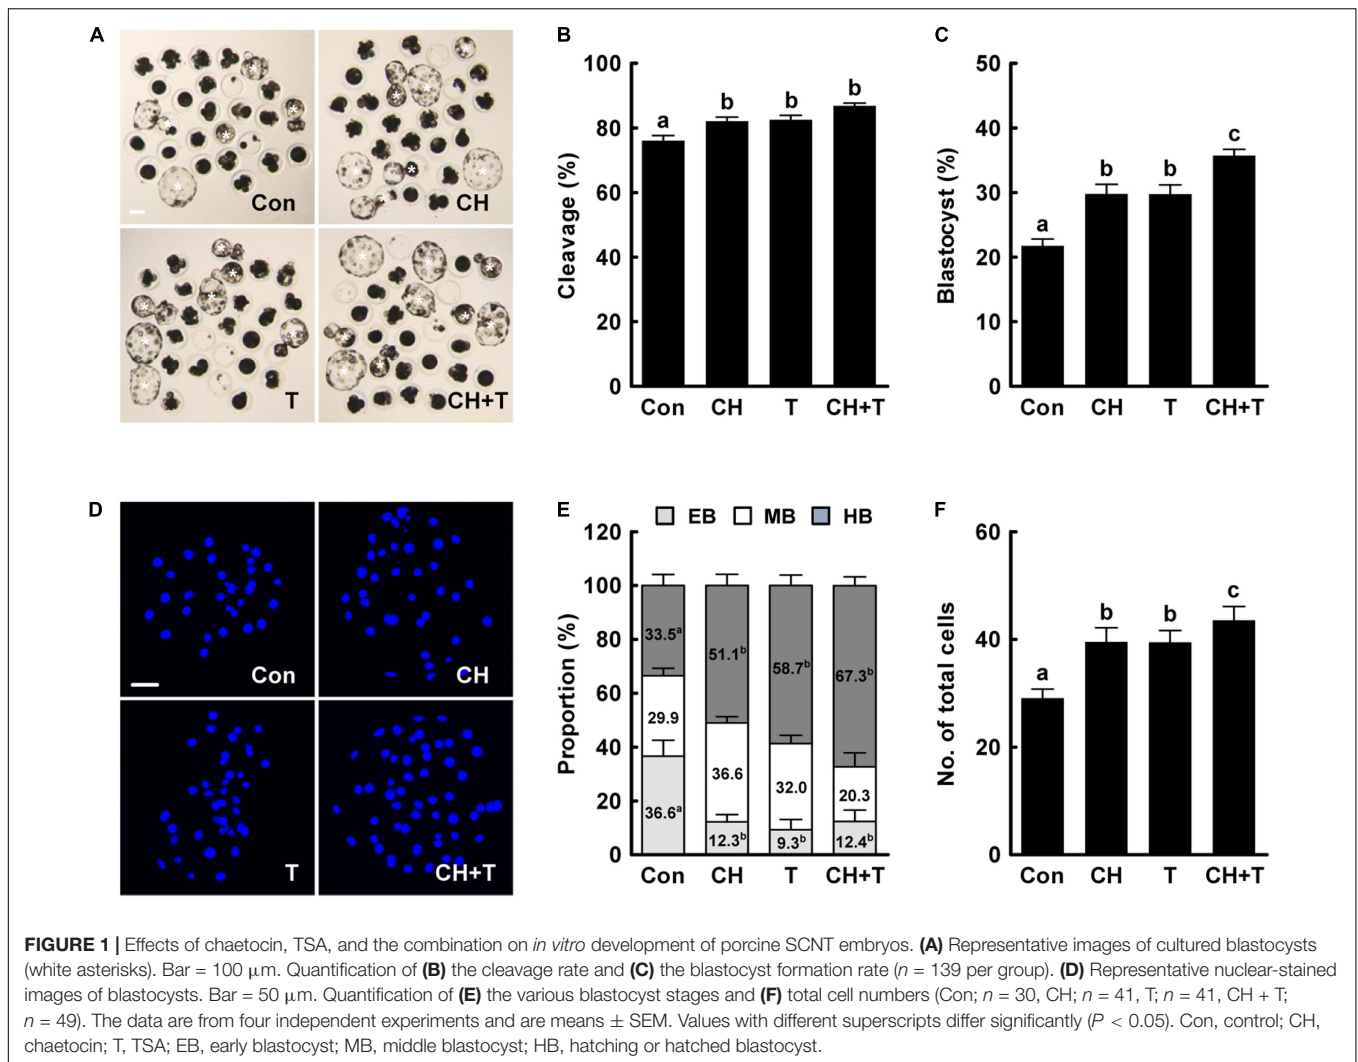 A
Con
CH
T
CH+T
B
100
80
60
40
20
0
Cleavage (%)
a
b
b
b
Con
CH
T
CH+T
C
50
40
30
20
10
0
Blastocyst (%)
a
b
b
c
Con
CH
T
CH+T
D
Con
CH
T
CH+T
E
EB
MB
HB
120
100
80
60
40
20
0
Proportion (%)
33.5ᵃ
29.9
36.6ᵃ
51.1ᵇ
36.6
12.3ᵇ
58.7ᵇ
32.0
9.3ᵇ
67.3ᵇ
20.3
12.4ᵇ
Con
CH
T
CH+T
F
60
40
20
0
No. of total cells
a
b
b
c
Con
CH
T
CH+T
FIGURE 1 | Effects of chaetocin, TSA, and the combination on in vitro development of porcine SCNT embryos. (A) Representative images of cultured blastocysts
(white asterisks). Bar = 100 μm. Quantification of (B) the cleavage rate and (C) the blastocyst formation rate (n = 139 per group). (D) Representative nuclear-stained
images of blastocysts. Bar = 50 μm. Quantification of (E) the various blastocyst stages and (F) total cell numbers (Con; n = 30, CH; n = 41, T; n = 41, CH + T;
n = 49). The data are from four independent experiments and are means ± SEM. Values with different superscripts differ significantly (P < 0.05). Con, control; CH,
chaetocin; T, TSA; EB, early blastocyst; MB, middle blastocyst; HB, hatching or hatched blastocyst.